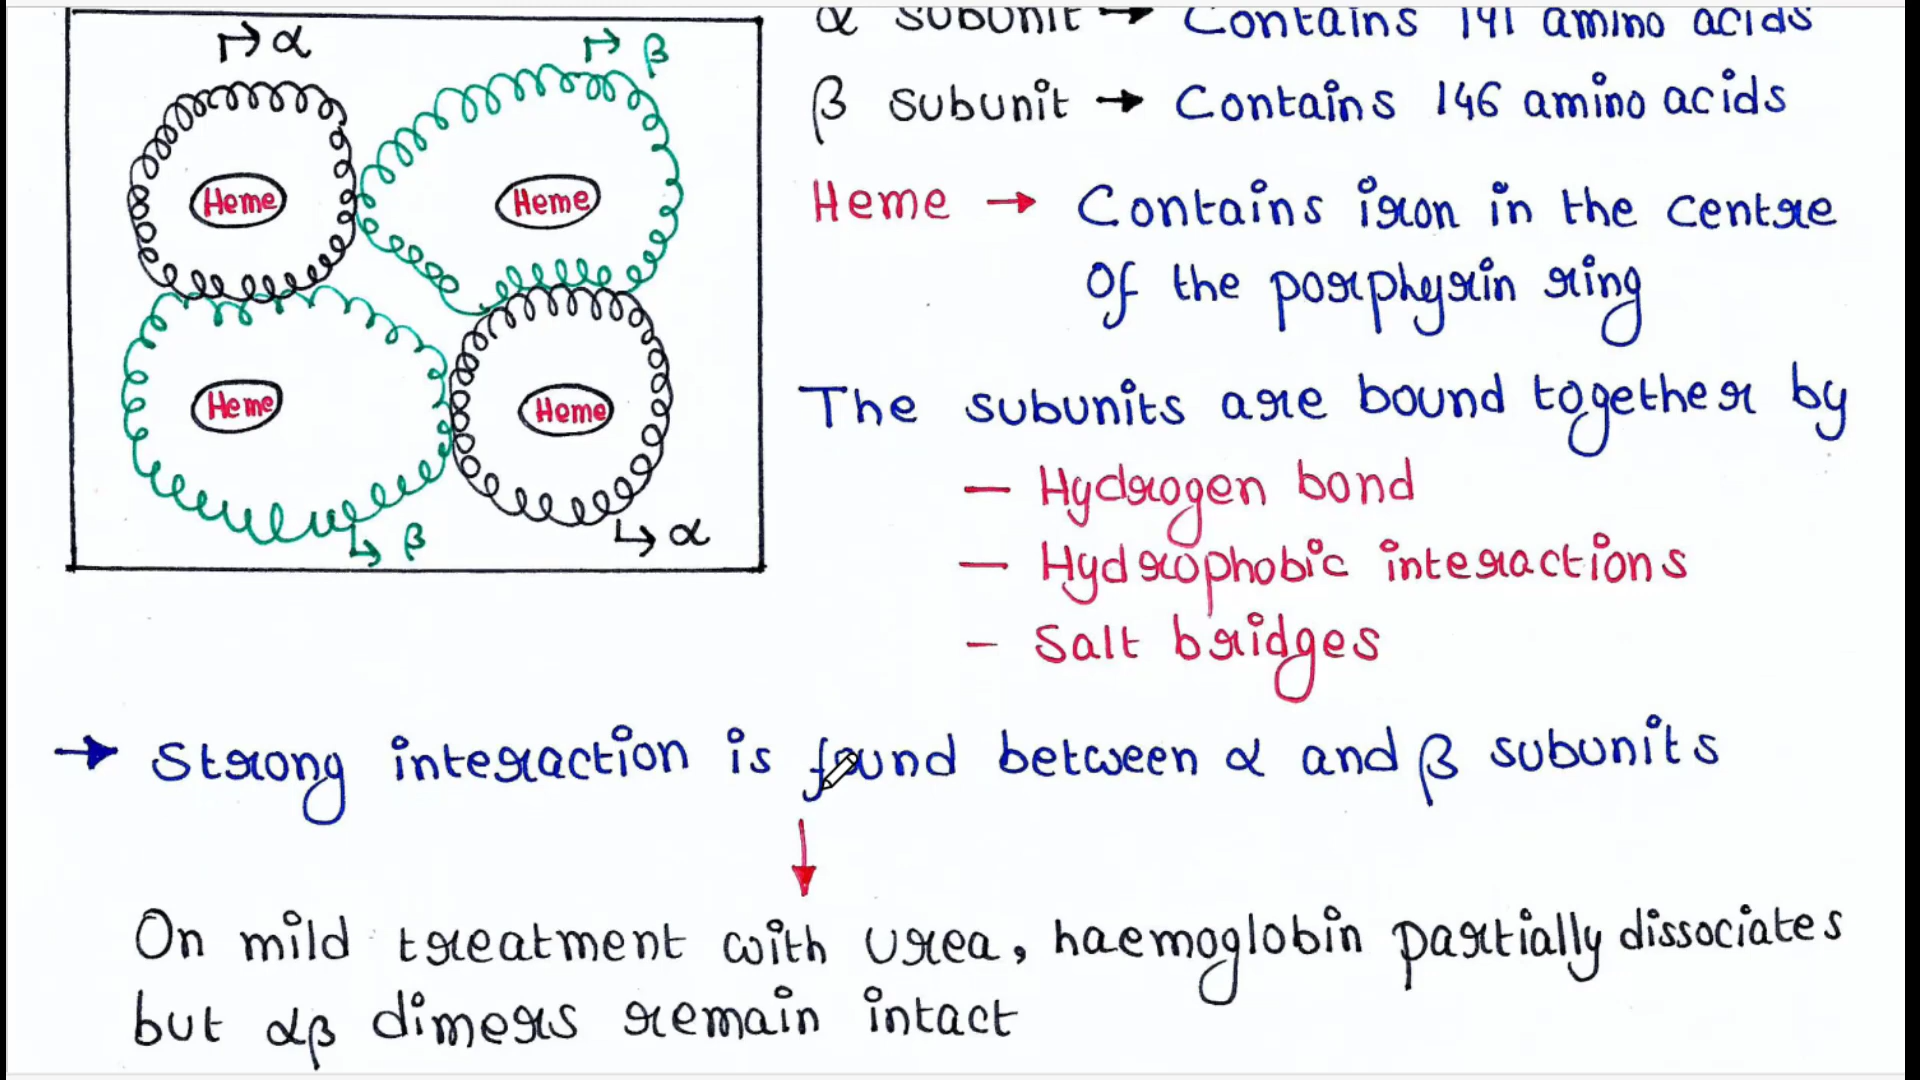 α
β
Heme
Heme
Heme
Heme
β
α
α subunit → Contains 141 amino acids
β subunit → Contains 146 amino acids
Heme → Contains iron in the centre
of the porphyrin ring
The subunits are bound together by
— Hydrogen bond
— Hydrophobic interactions
- Salt bridges
→ Strong interaction is found between α and β subunits
On mild treatment with urea, haemoglobin partially dissociates
but αβ dimers remain intact